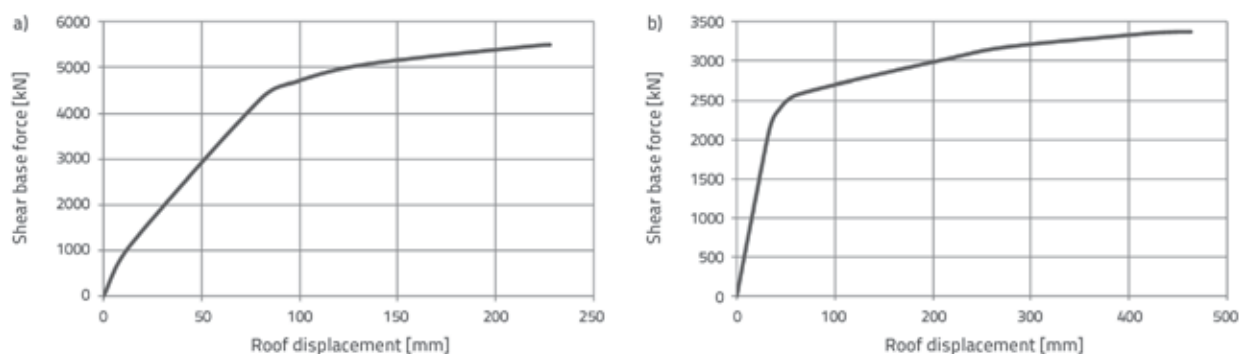 a)
Shear base force [kN]
6000
5000
4000
3000
2000
1000
0
0 50 100 150 200 250
Roof displacement [mm]
b)
Shear base force [kN]
3500
3000
2500
2000
1500
1000
500
0
0 100 200 300 400 500
Roof displacement [mm]